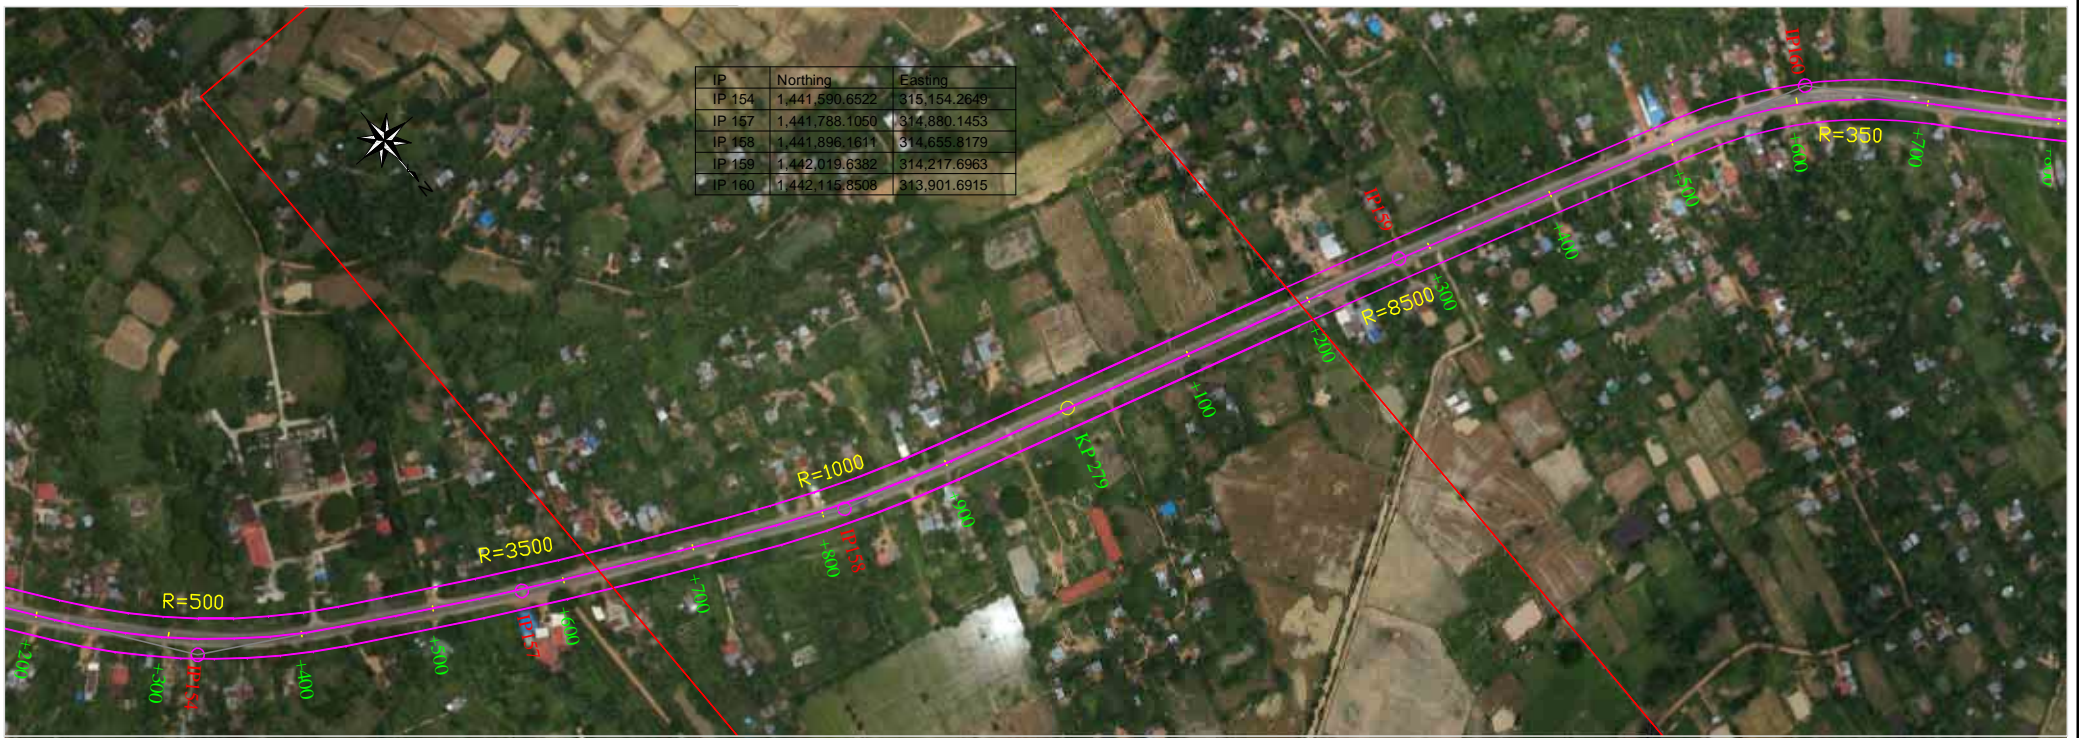 IP Northing Easting
IP 154 1,441,590.6522 315,154.2649
IP 157 1,441,788.1050 314,880.1453
IP 158 1,441,896.1611 314,655.8179
IP 159 1,442,019.6382 314,217.6963
IP 160 1,442,115.8508 313,901.6915
N
IP160
R=350
+600
+700
+500
IP159
+400
+300
R=8500
+200
+100
KP 279
R=1000
+900
IP158
+800
R=3500
+700
+600
IP157
+500
R=500
+400
IP154
+300
+200